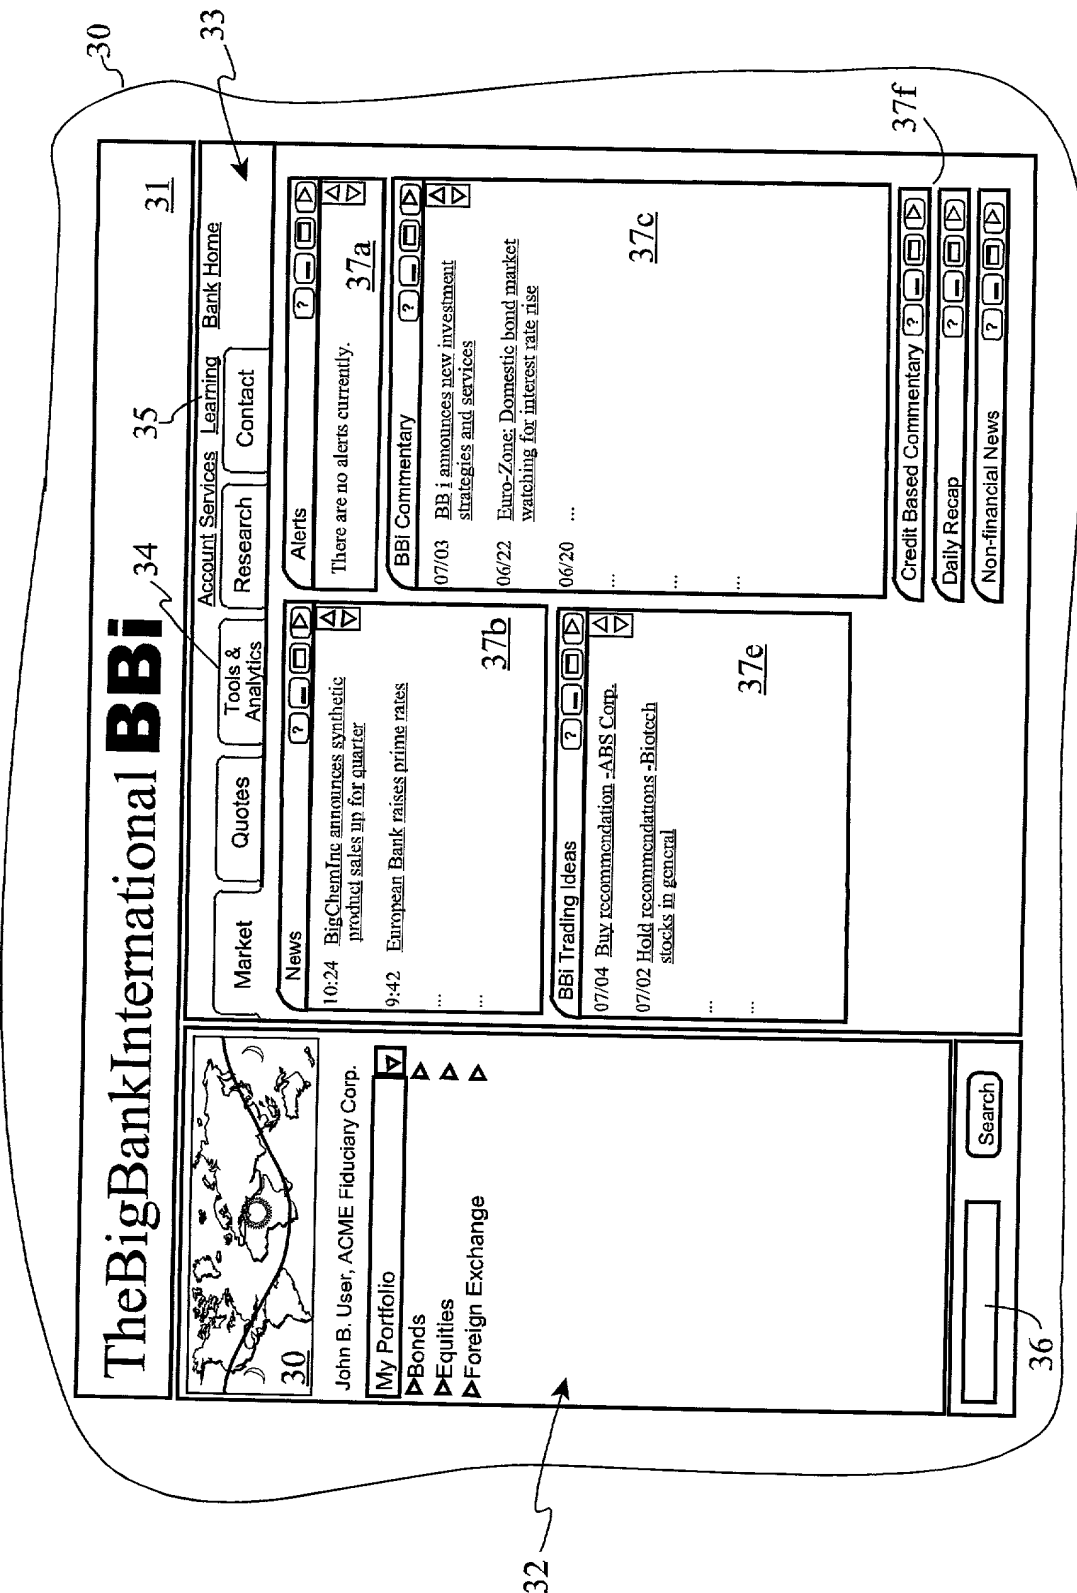 30
33
TheBigBankInternational BBi
31
34
35
Account Services Learning Bank Home
Market
Quotes
Tools &
Analytics
Research
Contact
30
John B. User, ACME Fiduciary Corp.
My Portfolio
Bonds
Equities
Foreign Exchange
32
Search
36
News ?
10:24 BigChemInc announces synthetic
product sales up for quarter
9:42 European Bank raises prime rates
...
...
37b
BBi Trading Ideas ?
07/04 Buy recommendation -ABS Corp.
07/02 Hold recommendations -Biotech
stocks in general
...
...
37e
Alerts ?
There are no alerts currently.
37a
BBi Commentary ?
07/03 BB i announces new investment
strategies and services
06/22 Euro-Zone: Domestic bond market
watching for interest rate rise
06/20 ...
...
...
...
37c
Credit Based Commentary ?
37f
Daily Recap ?
Non-financial News ?